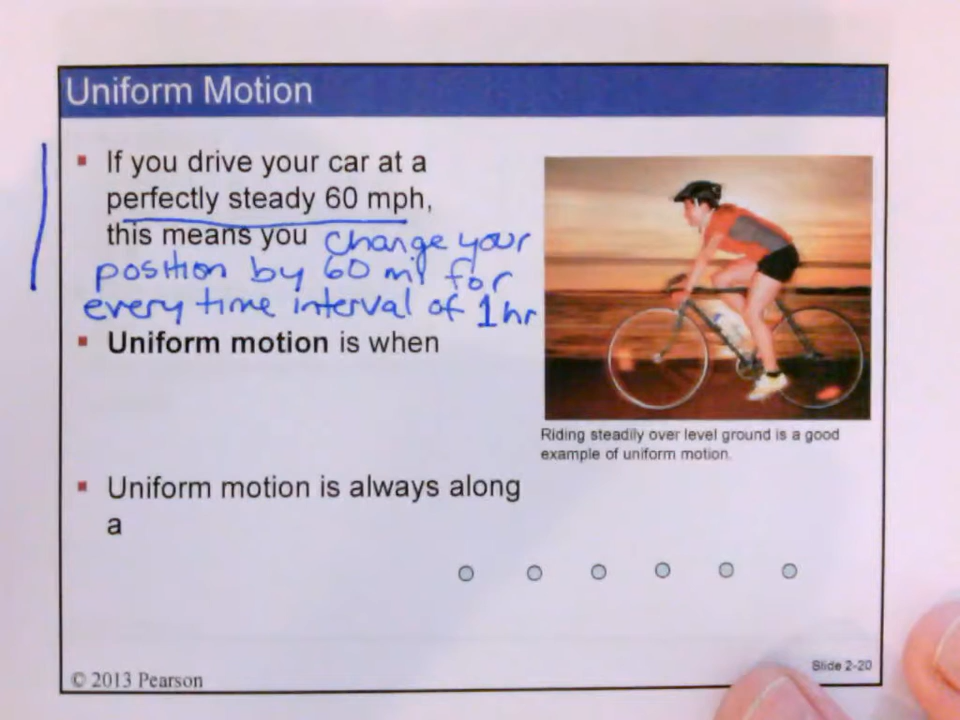 Uniform Motion
If you drive your car at a
perfectly steady 60 mph,
this means you change your
position by 60 mi for
every time interval of 1hr
Uniform motion is when
Uniform motion is always along
a
Riding steadily over level ground is a good
example of uniform motion.
Slide 2-20
© 2013 Pearson